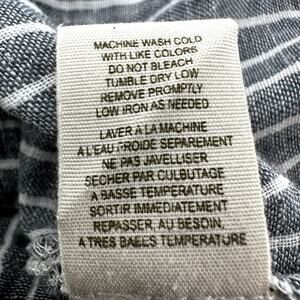 MACHINE WASH COLD
WITH LIKE COLORS
DO NOT BLEACH
TUMBLE DRY LOW
REMOVE PROMPTLY
LOW IRON AS NEEDED
LAVER A LA MACHINE
A L'EAU FROIDE SEPAREMENT
NE PAS JAVELLISER
SECHER PAR CULBUTAGE
A BASSE TEMPERATURE
SORTIR IMMEDIATEMENT
REPASSER, AU BESOIN,
A TRES BAELS TEMPERATURE